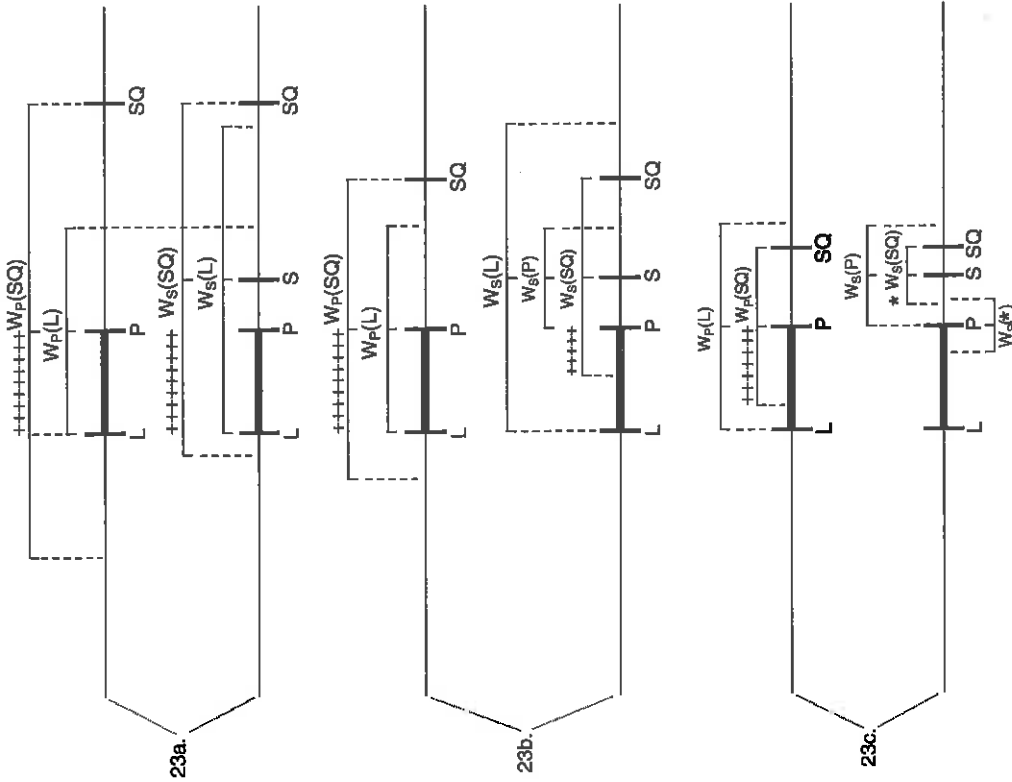 23a.
W_P(SQ)
W_P(L)
L P SQ
W_S(SQ)
W_S(L)
L P S SQ
23b.
W_P(SQ)
W_P(L)
L P SQ
W_S(L)
W_S(P)
W_S(SQ)
L P S SQ
23c.
W_P(L)
W_P(SQ)
L P SQ
W_S(P)
* W_S(SQ)
L P S SQ